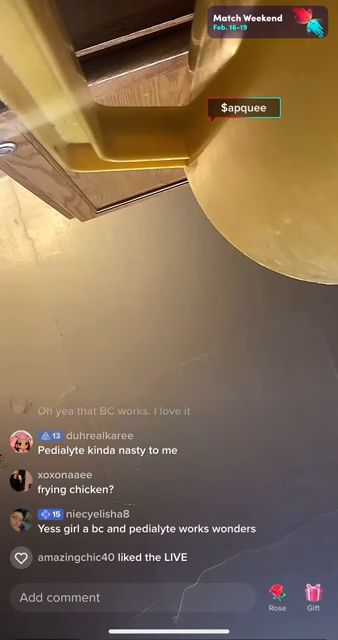 Match Weekend
Feb. 16-19
$apquee
Oh yea that BC works. I love it
13 duhrealkaree
Pedialyte kinda nasty to me
xoxonaaee
frying chicken?
15 niecyelisha8
Yess girl a bc and pedialyte works wonders
amazingchic40 liked the LIVE
Add comment
Rose
Gift